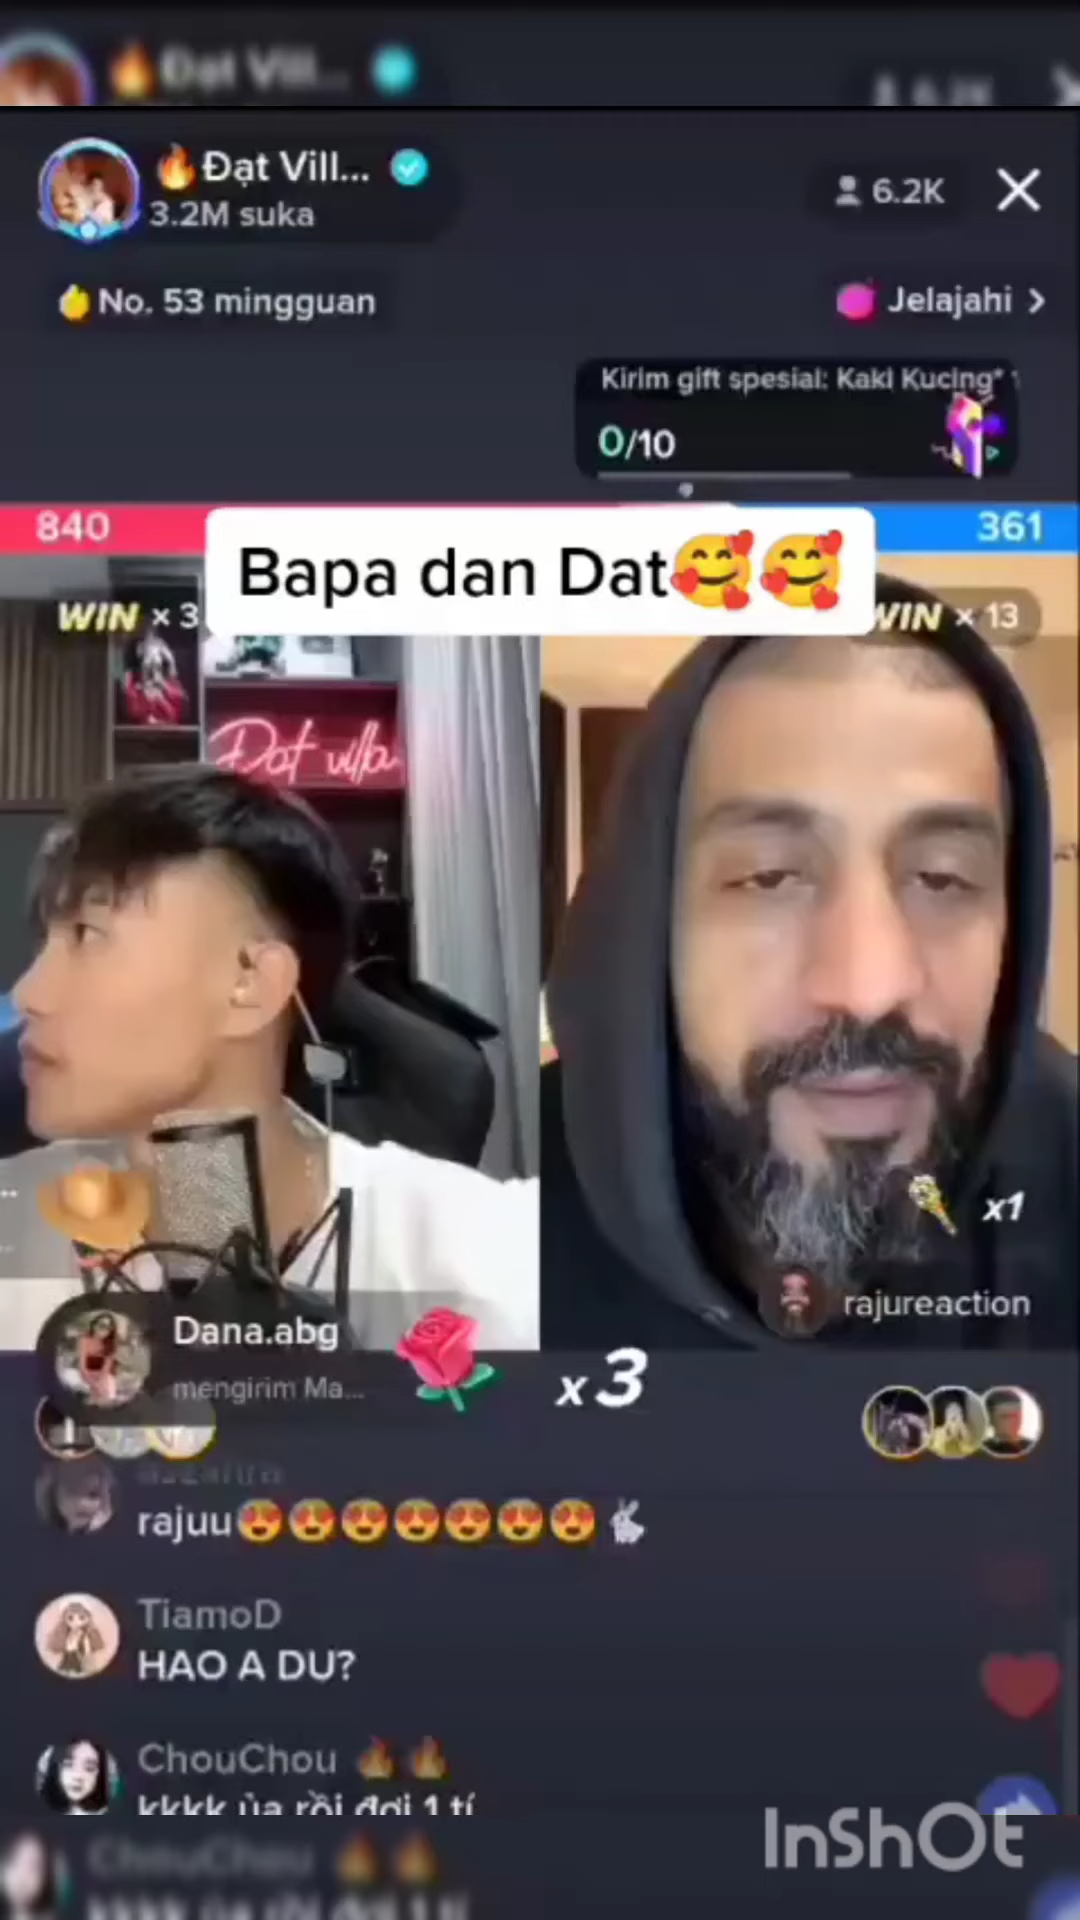 Đạt Vill...
3.2M suka
6.2K
No. 53 mingguan
Jelajahi >
Kirim gift spesial: Kaki Kucing*
0/10
840
361
Bapa dan Dat🥰🥰
WIN x 3
WIN x 13
Dat villa
x1
rajureaction
Dana.abg
mengirim Ma...
x 3
rajuu😍😍😍😍😍😍😍🐇
TiamoD
HAO A DU?
ChouChou 🔥🔥
kkkk ủa rồi đợi 1 tí
InShOt